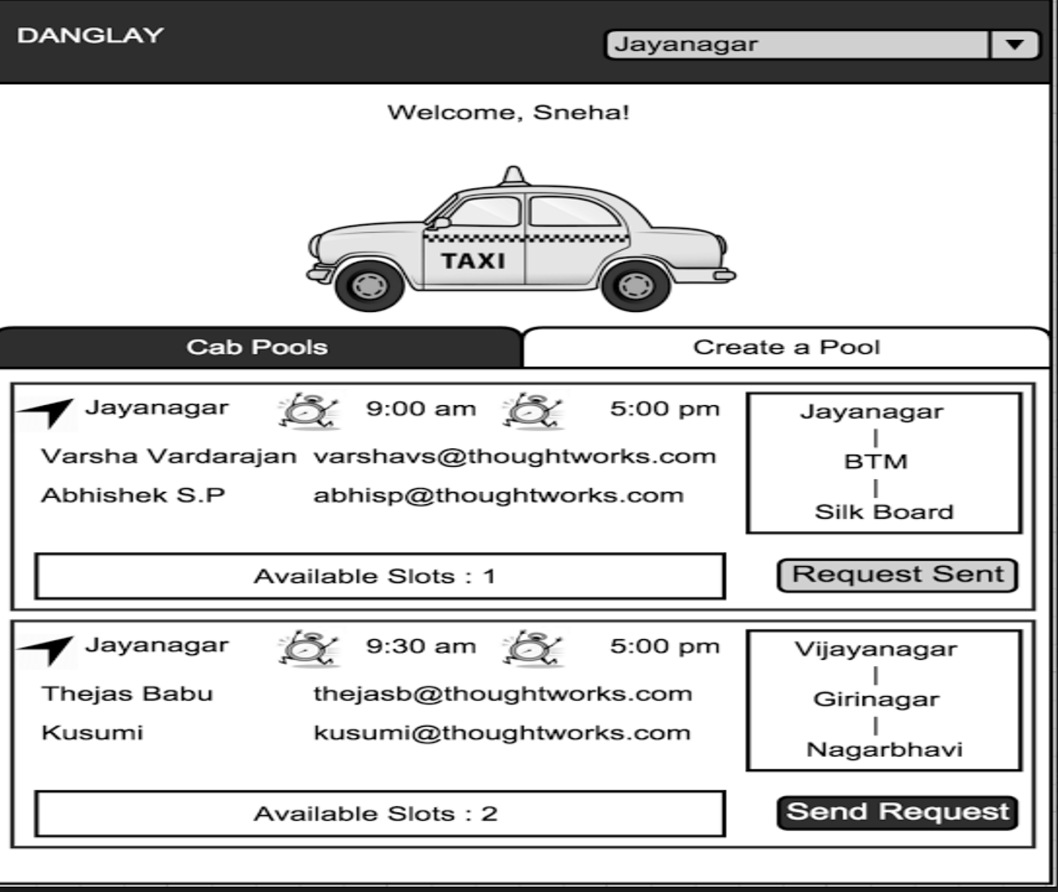 DANGLAY
Jayanagar
Welcome, Sneha!
TAXI
Cab Pools
Create a Pool
Jayanagar 9:00 am 5:00 pm
Varsha Vardarajan varshavs@thoughtworks.com
Abhishek S.P abhisp@thoughtworks.com
Jayanagar
|
BTM
|
Silk Board
Available Slots : 1
Request Sent
Jayanagar 9:30 am 5:00 pm
Thejas Babu thejasb@thoughtworks.com
Kusumi kusumi@thoughtworks.com
Vijayanagar
|
Girinagar
|
Nagarbhavi
Available Slots : 2
Send Request